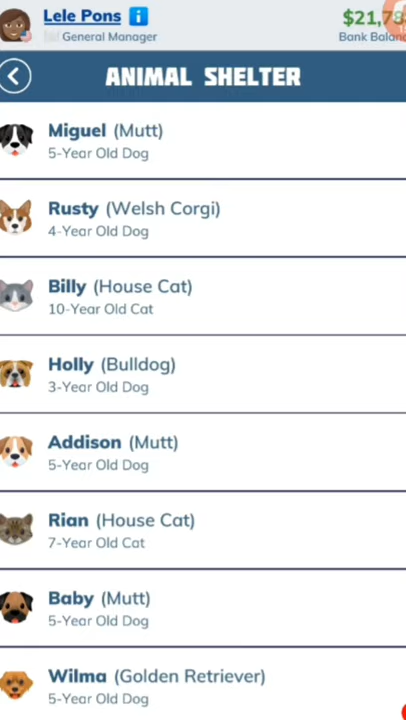 Lele Pons i
General Manager
$21,78
Bank Balanc
ANIMAL SHELTER
Miguel (Mutt)
5-Year Old Dog
Rusty (Welsh Corgi)
4-Year Old Dog
Billy (House Cat)
10-Year Old Cat
Holly (Bulldog)
3-Year Old Dog
Addison (Mutt)
5-Year Old Dog
Rian (House Cat)
7-Year Old Cat
Baby (Mutt)
5-Year Old Dog
Wilma (Golden Retriever)
5-Year Old Dog